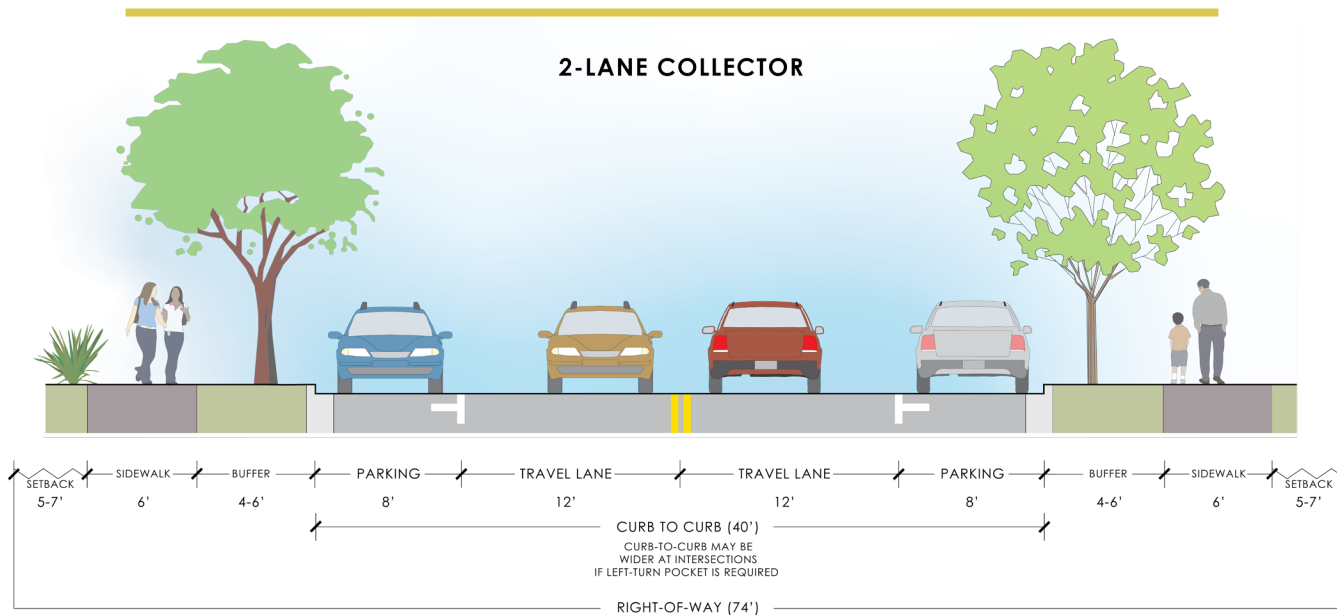 2-LANE COLLECTOR
SETBACK SIDEWALK BUFFER PARKING TRAVEL LANE TRAVEL LANE PARKING BUFFER SIDEWALK SETBACK
5-7' 6' 4-6' 8' 12' 12' 8' 4-6' 6' 5-7'
CURB TO CURB (40')
CURB-TO-CURB MAY BE
WIDER AT INTERSECTIONS
IF LEFT-TURN POCKET IS REQUIRED
RIGHT-OF-WAY (74')